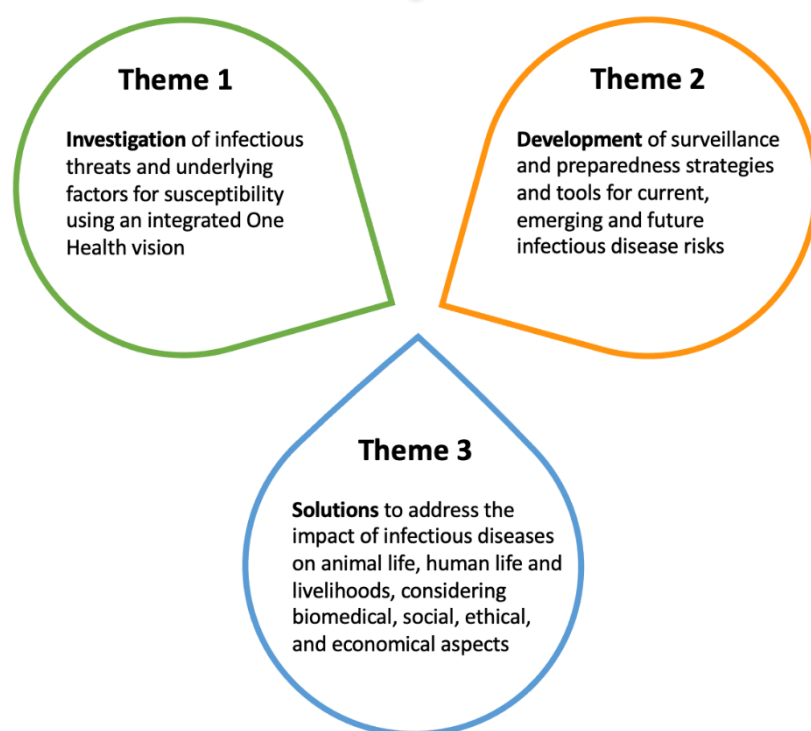 Theme 1
Investigation of infectious
threats and underlying
factors for susceptibility
using an integrated One
Health vision
Theme 2
Development of surveillance
and preparedness strategies
and tools for current,
emerging and future
infectious disease risks
Theme 3
Solutions to address the
impact of infectious diseases
on animal life, human life and
livelihoods, considering
biomedical, social, ethical,
and economical aspects